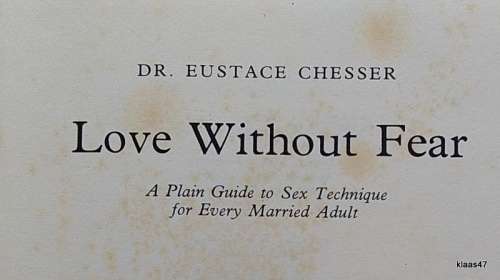 DR. EUSTACE CHESSER
Love Without Fear
A Plain Guide to Sex Technique
for Every Married Adult
klaas47